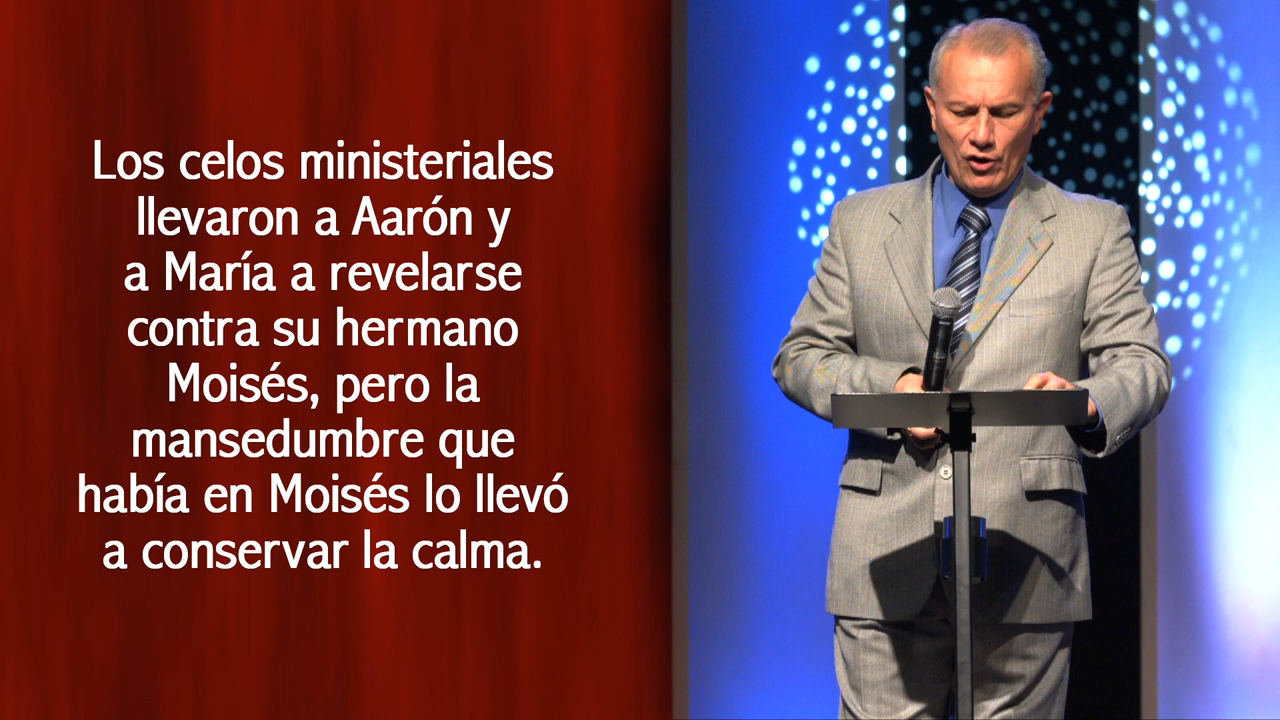 Los celos ministeriales
llevaron a Aarón y
a María a revelarse
contra su hermano
Moisés, pero la
mansedumbre que
había en Moisés lo llevó
a conservar la calma.